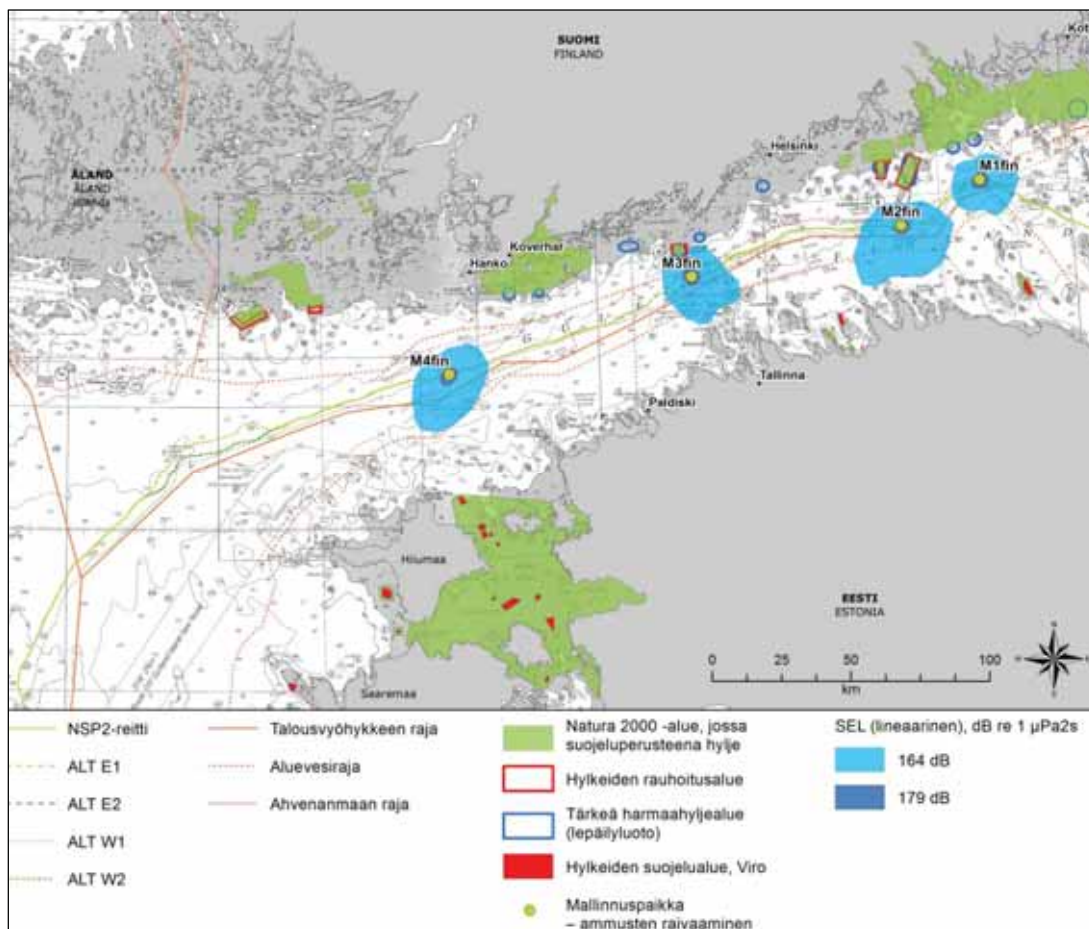 SUOMI
FINLAND
Kot
Helsinki
M1fin
ÅLAND
ÅLAND
M2fin
Koverhar
Hanko
M3fin
M4fin
Tallinna
Paldiski
Hiiumaa
EESTI
ESTONIA
Saaremaa
0 25 50 100
km
NSP2-reitti
ALT E1
ALT E2
ALT W1
ALT W2
Talousvyöhykkeen raja
Aluevesiraja
Ahvenanmaan raja
Natura 2000 -alue, jossa
suojeluperusteena hylje
Hylkeiden rauhoitusalue
Tärkeä harmaahyljealue
(lepäilyluoto)
Hylkeiden suojelualue, Viro
Mallinnuspaikka
– ammusten raivaaminen
SEL (lineaarinen), dB re 1 µPa2s
164 dB
179 dB